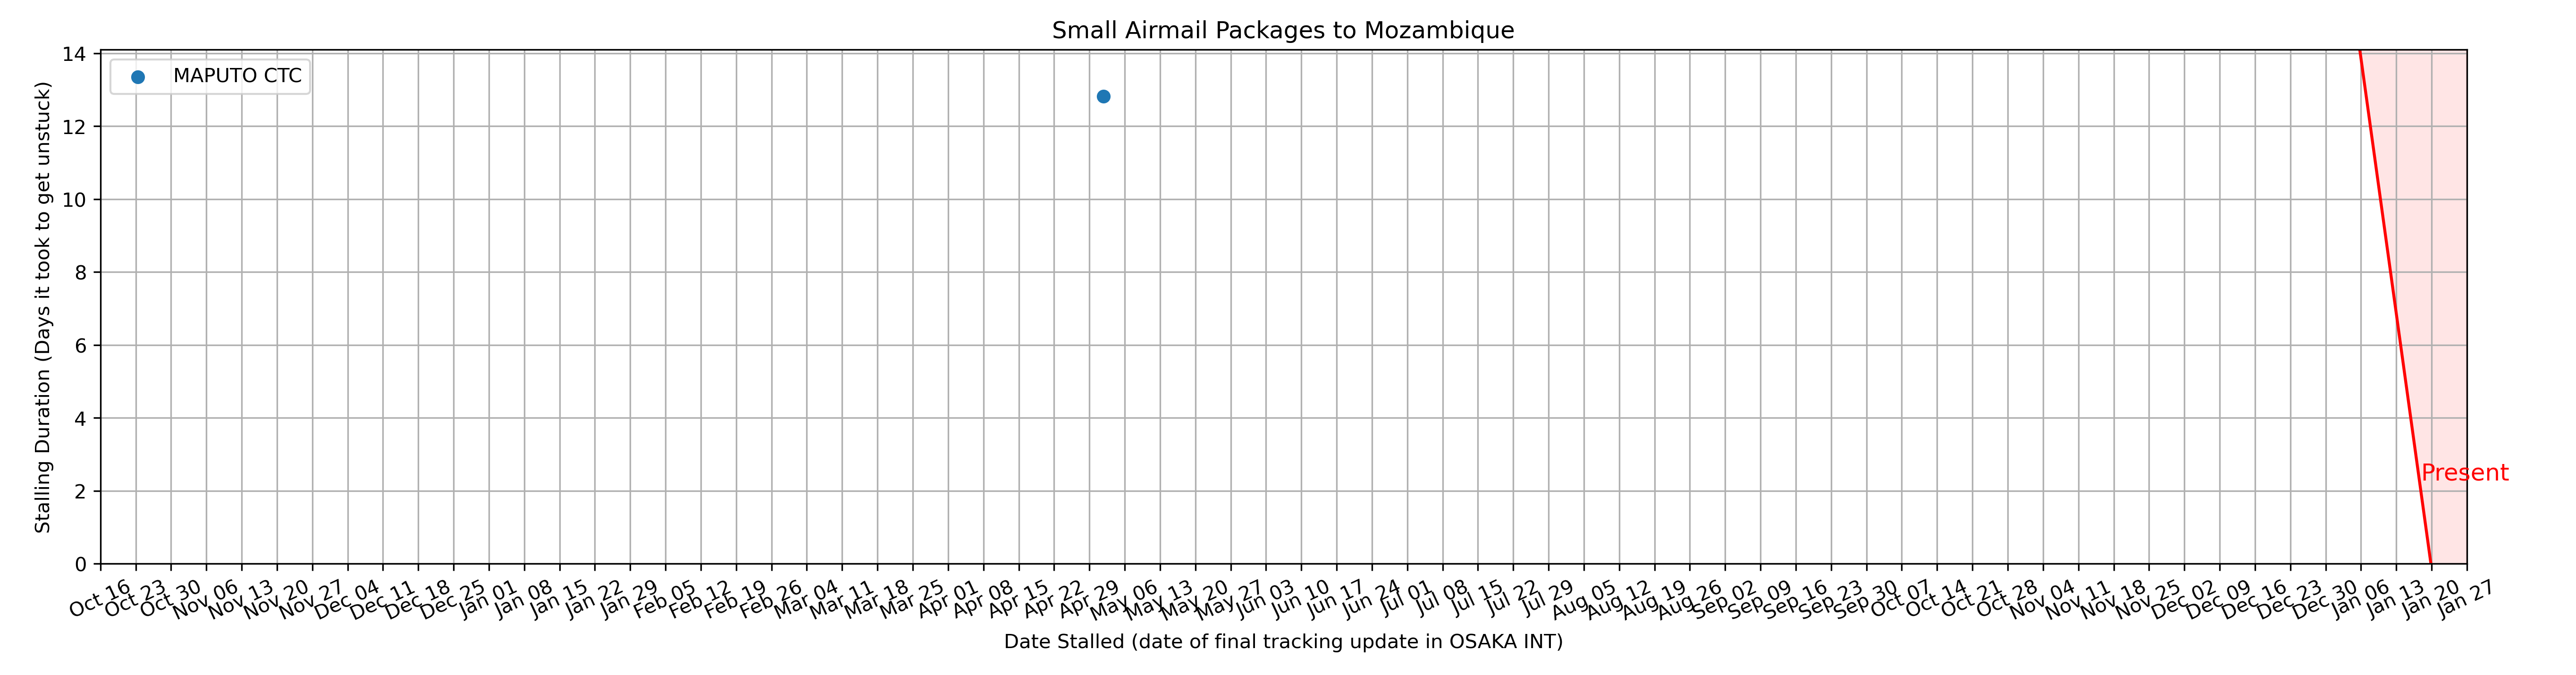 Small Airmail Packages to Mozambique
MAPUTO CTC
Stalling Duration (Days it took to get unstuck)
14
12
10
8
6
4
2
0
Present
Oct 16 Oct 23 Oct 30 Nov 06 Nov 13 Nov 20 Nov 27 Dec 04 Dec 11 Dec 18 Dec 25 Jan 01 Jan 08 Jan 15 Jan 22 Jan 29 Feb 05 Feb 12 Feb 19 Feb 26 Mar 04 Mar 11 Mar 18 Mar 25 Apr 01 Apr 08 Apr 15 Apr 22 Apr 29 May 06 May 13 May 20 May 27 Jun 03 Jun 10 Jun 17 Jun 24 Jul 01 Jul 08 Jul 15 Jul 22 Jul 29 Aug 05 Aug 12 Aug 19 Aug 26 Sep 02 Sep 09 Sep 16 Sep 23 Sep 30 Oct 07 Oct 14 Oct 21 Oct 28 Nov 04 Nov 11 Nov 18 Nov 25 Dec 02 Dec 09 Dec 16 Dec 23 Dec 30 Jan 06 Jan 13 Jan 20 Jan 27
Date Stalled (date of final tracking update in OSAKA INT)